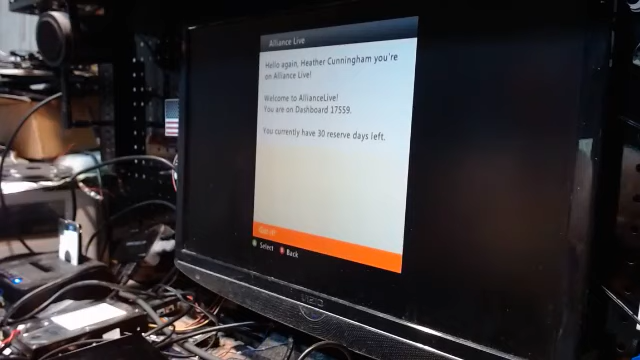 Alliance Live
Hello again, Heather Cunningham you're
on Alliance Live!
Welcome to AllianceLive!
You are on Dashboard 17559.
You currently have 30 reserve days left.
Select Back
VIZIO